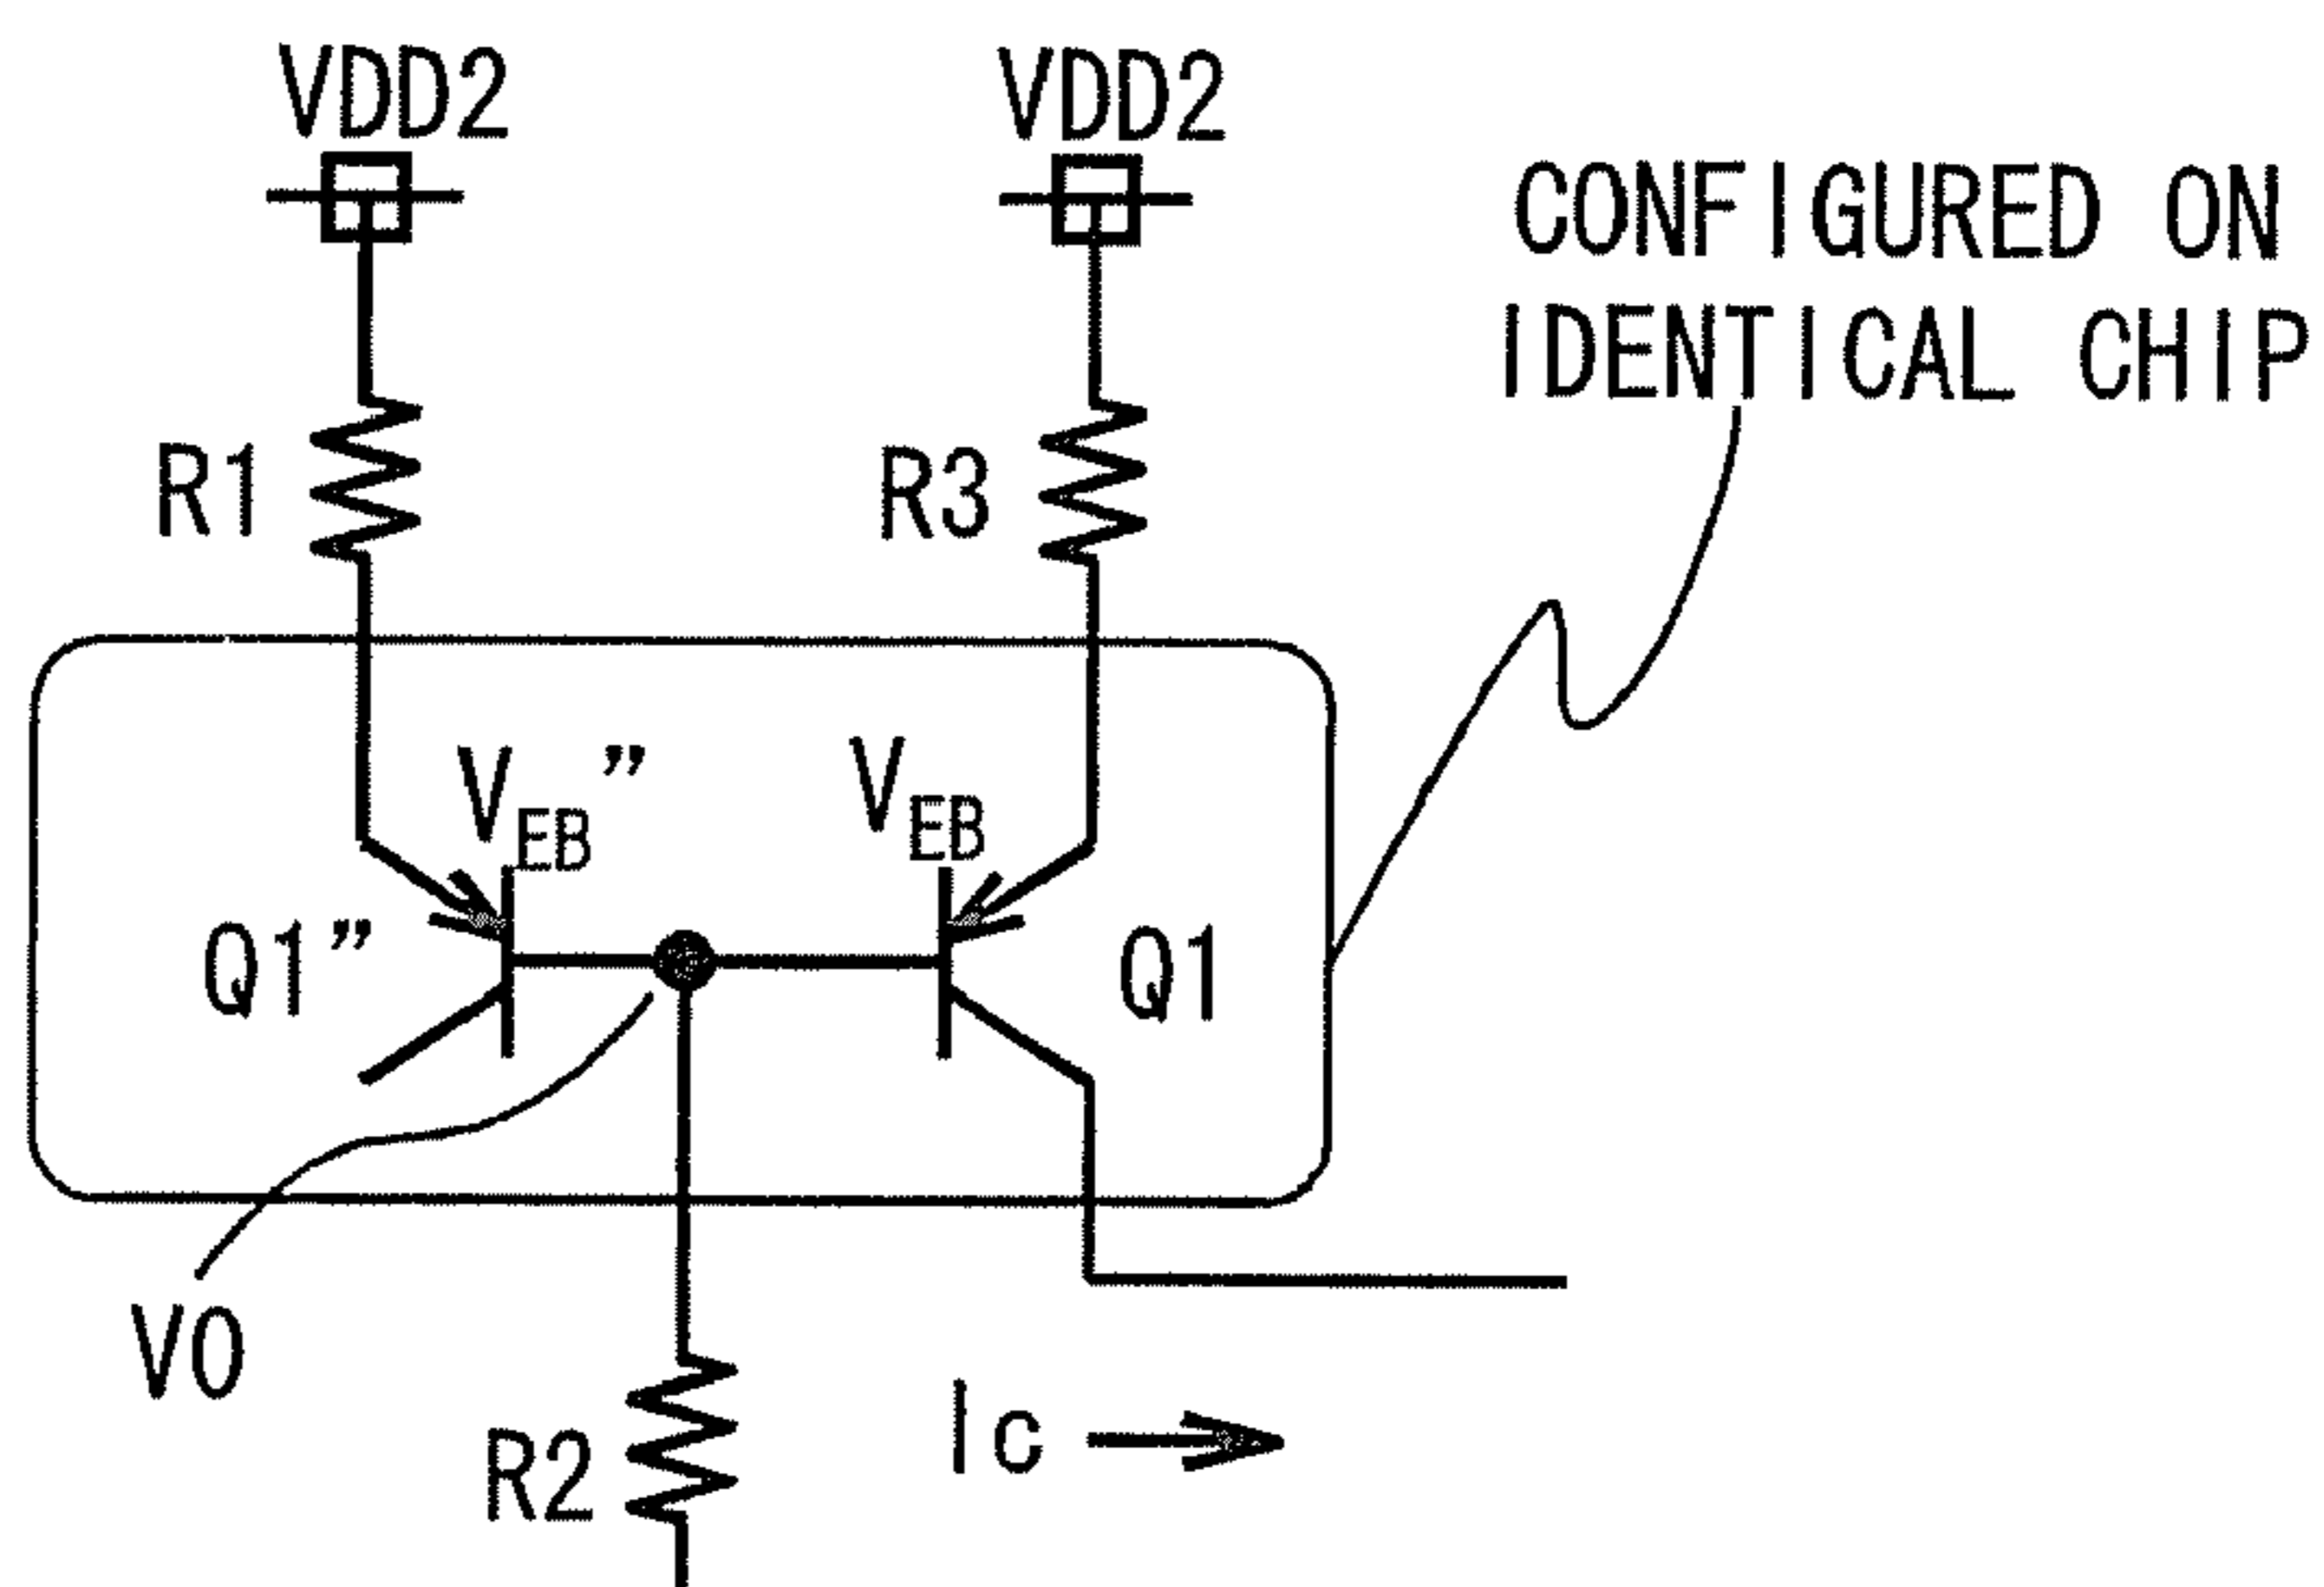 VDD2 VDD2
CONFIGURED ON
IDENTICAL CHIP
R1 R3
VEB” VEB
Q1” Q1
V0
R2 Ic